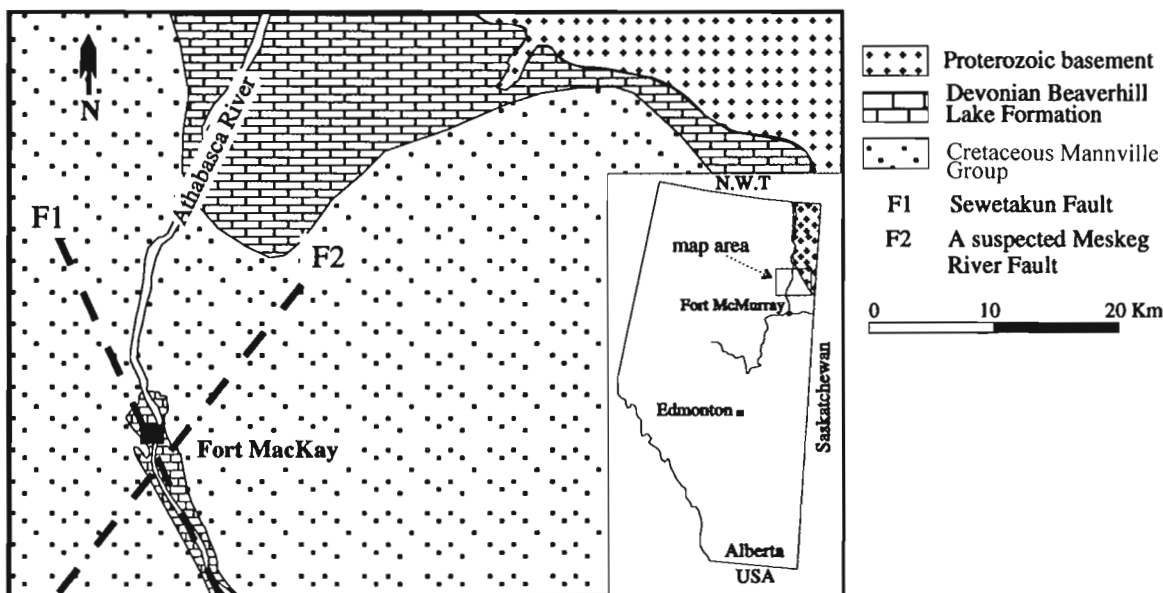 N
Athabasca River
F1
F2
Fort MacKay
N.W.T
map area
Fort McMurray
Edmonton
Saskatchewan
Alberta
USA
Proterozoic basement
Devonian Beaverhill
Lake Formation
Cretaceous Mannville
Group
F1 Sewetakun Fault
F2 A suspected Meskeg
River Fault
0 10 20 Km